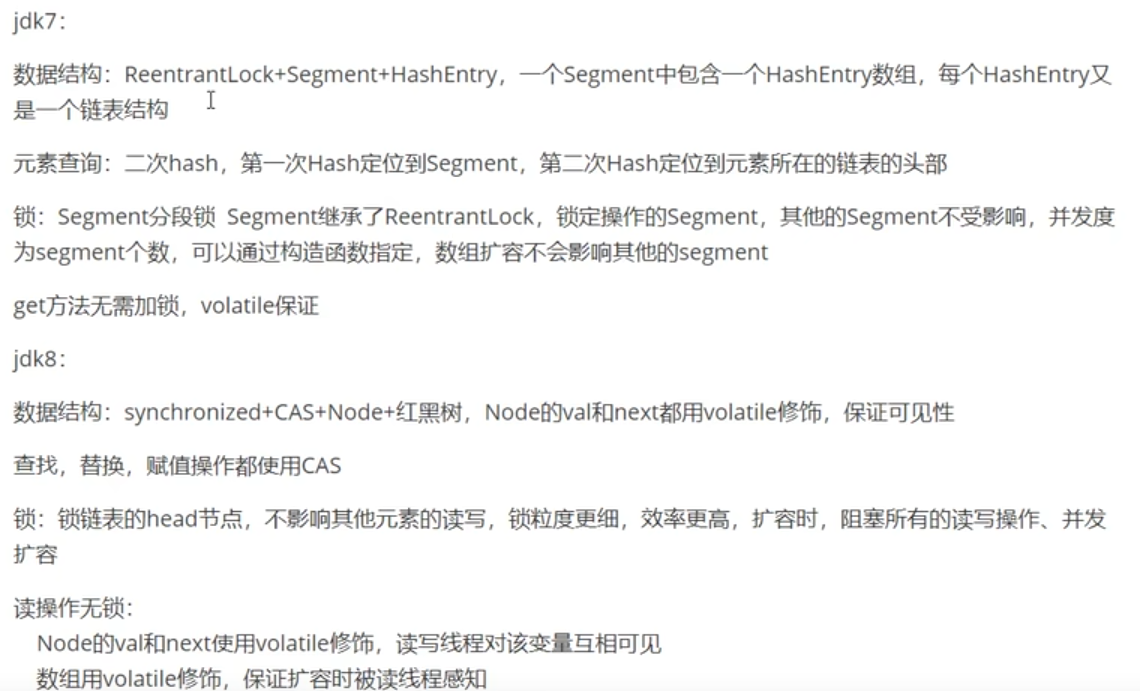 jdk7：
数据结构：ReentrantLock+Segment+HashEntry，一个Segment中包含一个HashEntry数组，每个HashEntry又
是一个链表结构
元素查询：二次hash，第一次Hash定位到Segment，第二次Hash定位到元素所在的链表的头部
锁：Segment分段锁 Segment继承了ReentrantLock，锁定操作的Segment，其他的Segment不受影响，并发度
为segment个数，可以通过构造函数指定，数组扩容不会影响其他的segment
get方法无需加锁，volatile保证
jdk8：
数据结构：synchronized+CAS+Node+红黑树，Node的val和next都用volatile修饰，保证可见性
查找，替换，赋值操作都使用CAS
锁：锁链表的head节点，不影响其他元素的读写，锁粒度更细，效率更高，扩容时，阻塞所有的读写操作、并发
扩容
读操作无锁：
Node的val和next使用volatile修饰，读写线程对该变量互相可见
数组用volatile修饰，保证扩容时被读线程感知